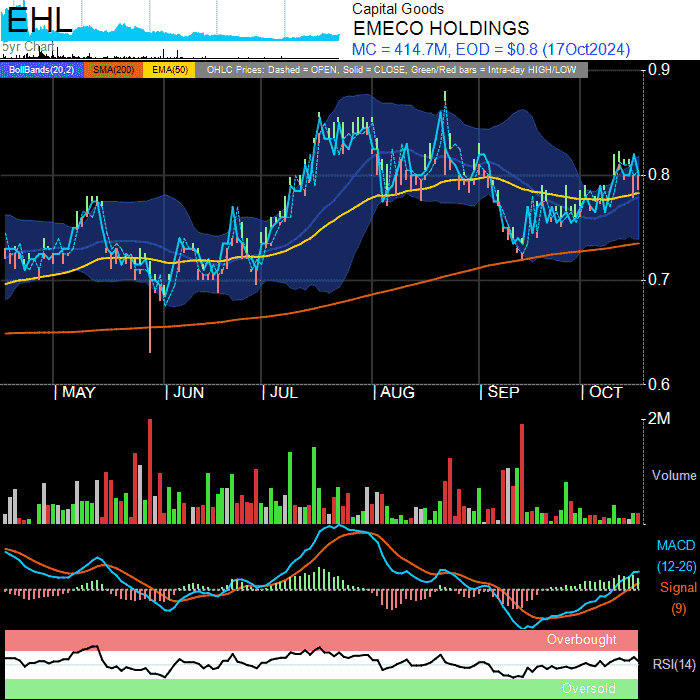 EHL
5yr Chart
Capital Goods
EMECO HOLDINGS
MC = 414.7M, EOD = $0.8 (17Oct2024)
BollBands(20,2) SMA(200) EMA(50) OHLC Prices: Dashed = OPEN, Solid = CLOSE, Green/Red bars = Intra-day HIGH/LOW
0.9
0.8
0.7
0.6
MAY JUN JUL AUG SEP OCT
2M
Volume
MACD
(12-26)
Signal
(9)
Overbought
RSI(14)
Oversold